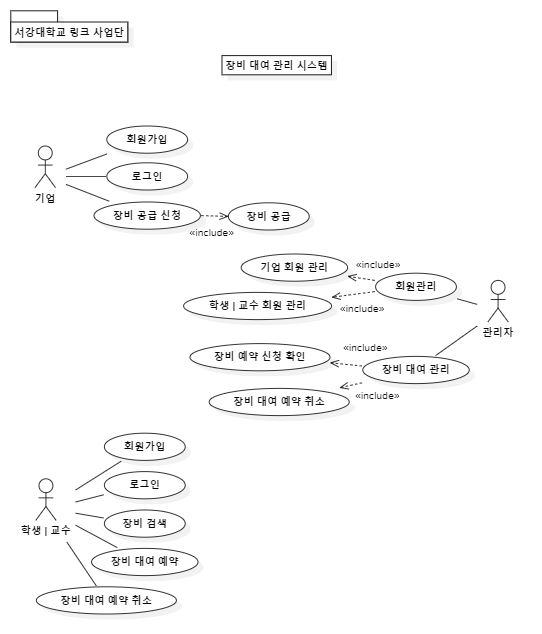 서강대학교 링크 사업단
장비 대여 관리 시스템
회원가입
로그인
기업
장비 공급 신청
장비 공급
«include»
기업 회원 관리
«include»
회원관리
학생 | 교수 회원 관리
«include»
관리자
장비 예약 신청 확인
«include»
장비 대여 관리
장비 대여 예약 취소
«include»
회원가입
로그인
장비 검색
학생 | 교수
장비 대여 예약
장비 대여 예약 취소